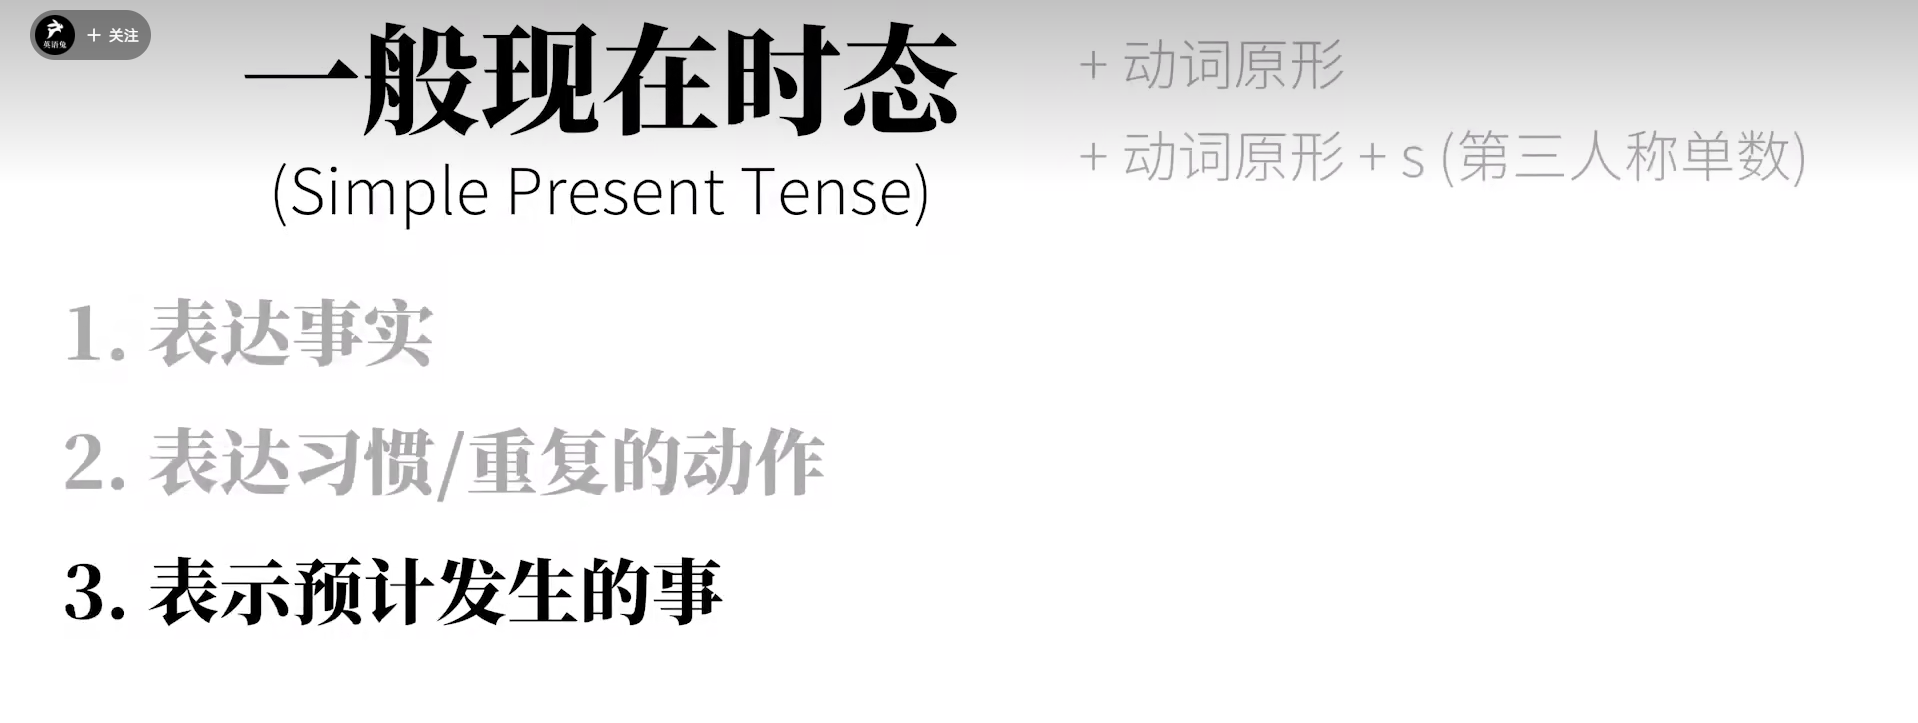 英语兔
+ 关注
一般现在时态
(Simple Present Tense)
+ 动词原形
+ 动词原形 + s (第三人称单数)
1. 表达事实
2. 表达习惯/重复的动作
3. 表示预计发生的事